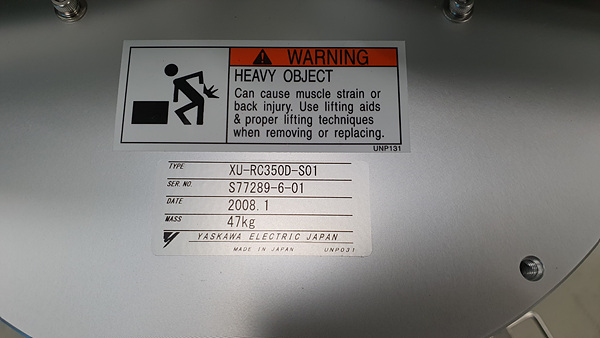 WARNING
HEAVY OBJECT
Can cause muscle strain or
back injury. Use lifting aids
& proper lifting techniques
when removing or replacing.
UNP131
TYPE XU-RC350D-S01
SER. NO. S77289-6-01
DATE 2008. 1
MASS 47kg
YASKAWA ELECTRIC JAPAN
MADE IN JAPAN UNP031